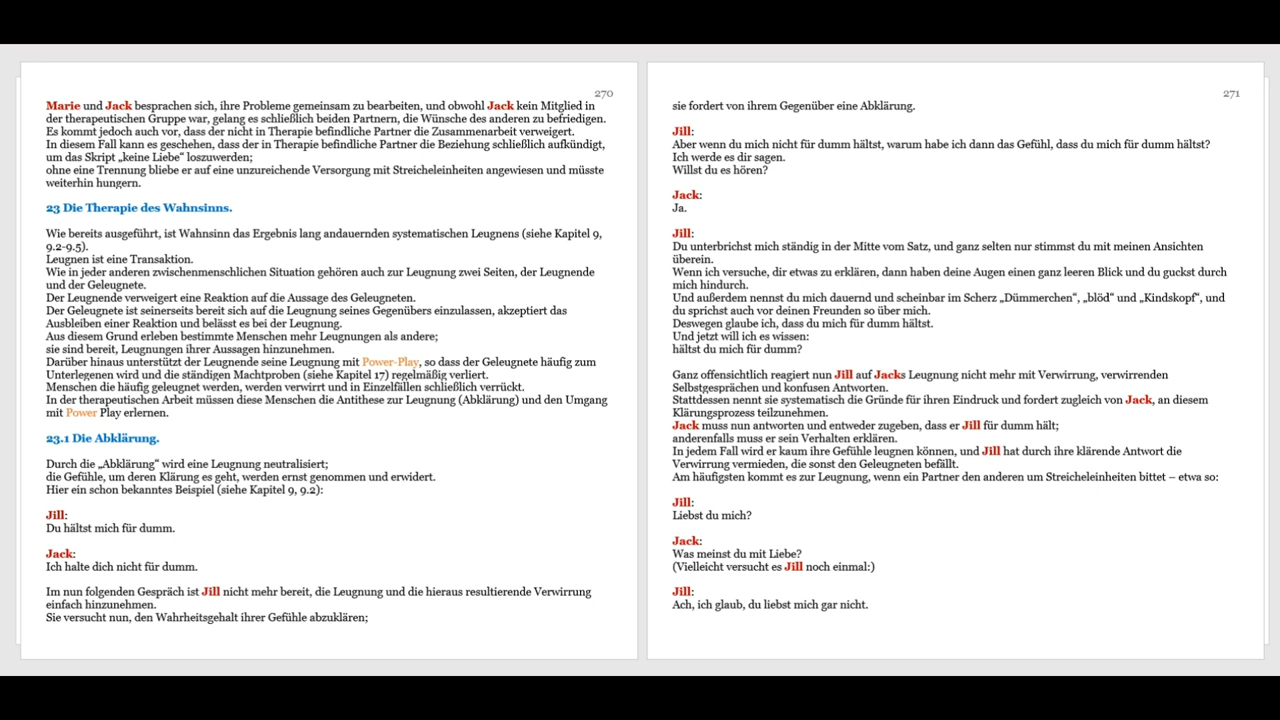 270
Marie und Jack besprachen sich, ihre Probleme gemeinsam zu bearbeiten, und obwohl Jack kein Mitglied in
der therapeutischen Gruppe war, gelang es schließlich beiden Partnern, die Wünsche des anderen zu befriedigen.
Es kommt jedoch auch vor, dass der nicht in Therapie befindliche Partner die Zusammenarbeit verweigert.
In diesem Fall kann es geschehen, dass der in Therapie befindliche Partner die Beziehung schließlich aufkündigt,
um das Skript „keine Liebe“ loszuwerden;
ohne eine Trennung bliebe er auf eine unzureichende Versorgung mit Streicheleinheiten angewiesen und müsste
weiterhin hungern.
23 Die Therapie des Wahnsinns.
Wie bereits ausgeführt, ist Wahnsinn das Ergebnis lang andauernden systematischen Leugnens (siehe Kapitel 9,
9.2-9.5).
Leugnen ist eine Transaktion.
Wie in jeder anderen zwischenmenschlichen Situation gehören auch zur Leugnung zwei Seiten, der Leugnende
und der Geleugnete.
Der Leugnende verweigert eine Reaktion auf die Aussage des Geleugneten.
Der Geleugnete ist seinerseits bereit sich auf die Leugnung seines Gegenübers einzulassen, akzeptiert das
Ausbleiben einer Reaktion und belässt es bei der Leugnung.
Aus diesem Grund erleben bestimmte Menschen mehr Leugnungen als andere;
sie sind bereit, Leugnungen ihrer Aussagen hinzunehmen.
Darüber hinaus unterstützt der Leugnende seine Leugnung mit Power-Play, so dass der Geleugnete häufig zum
Unterlegenen wird und die ständigen Machtproben (siehe Kapitel 17) regelmäßig verliert.
Menschen die häufig geleugnet werden, werden verwirrt und in Einzelfällen schließlich verrückt.
In der therapeutischen Arbeit müssen diese Menschen die Antithese zur Leugnung (Abklärung) und den Umgang
mit Power Play erlernen.
23.1 Die Abklärung.
Durch die „Abklärung“ wird eine Leugnung neutralisiert;
die Gefühle, um deren Klärung es geht, werden ernst genommen und erwidert.
Hier ein schon bekanntes Beispiel (siehe Kapitel 9, 9.2):
Jill:
Du hältst mich für dumm.
Jack:
Ich halte dich nicht für dumm.
Im nun folgenden Gespräch ist Jill nicht mehr bereit, die Leugnung und die hieraus resultierende Verwirrung
einfach hinzunehmen.
Sie versucht nun, den Wahrheitsgehalt ihrer Gefühle abzuklären;
271
sie fordert von ihrem Gegenüber eine Abklärung.
Jill:
Aber wenn du mich nicht für dumm hältst, warum habe ich dann das Gefühl, dass du mich für dumm hältst?
Ich werde es dir sagen.
Willst du es hören?
Jack:
Ja.
Jill:
Du unterbrichst mich ständig in der Mitte vom Satz, und ganz selten nur stimmst du mit meinen Ansichten
überein.
Wenn ich versuche, dir etwas zu erklären, dann haben deine Augen einen ganz leeren Blick und du guckst durch
mich hindurch.
Und außerdem nennst du mich dauernd und scheinbar im Scherz „Dümmerchen“, „blöd“ und „Kindskopf“, und
du sprichst auch vor deinen Freunden so über mich.
Deswegen glaube ich, dass du mich für dumm hältst.
Und jetzt will ich es wissen:
hältst du mich für dumm?
Ganz offensichtlich reagiert nun Jill auf Jacks Leugnung nicht mehr mit Verwirrung, verwirrenden
Selbstgesprächen und konfusen Antworten.
Stattdessen nennt sie systematisch die Gründe für ihren Eindruck und fordert zugleich von Jack, an diesem
Klärungsprozess teilzunehmen.
Jack muss nun antworten und entweder zugeben, dass er Jill für dumm hält;
anderenfalls muss er sein Verhalten erklären.
In jedem Fall wird er kaum ihre Gefühle leugnen können, und Jill hat durch ihre klärende Antwort die
Verwirrung vermieden, die sonst den Geleugneten befällt.
Am häufigsten kommt es zur Leugnung, wenn ein Partner den anderen um Streicheleinheiten bittet – etwa so:
Jill:
Liebst du mich?
Jack:
Was meinst du mit Liebe?
(Vielleicht versucht es Jill noch einmal:)
Jill:
Ach, ich glaub, du liebst mich gar nicht.